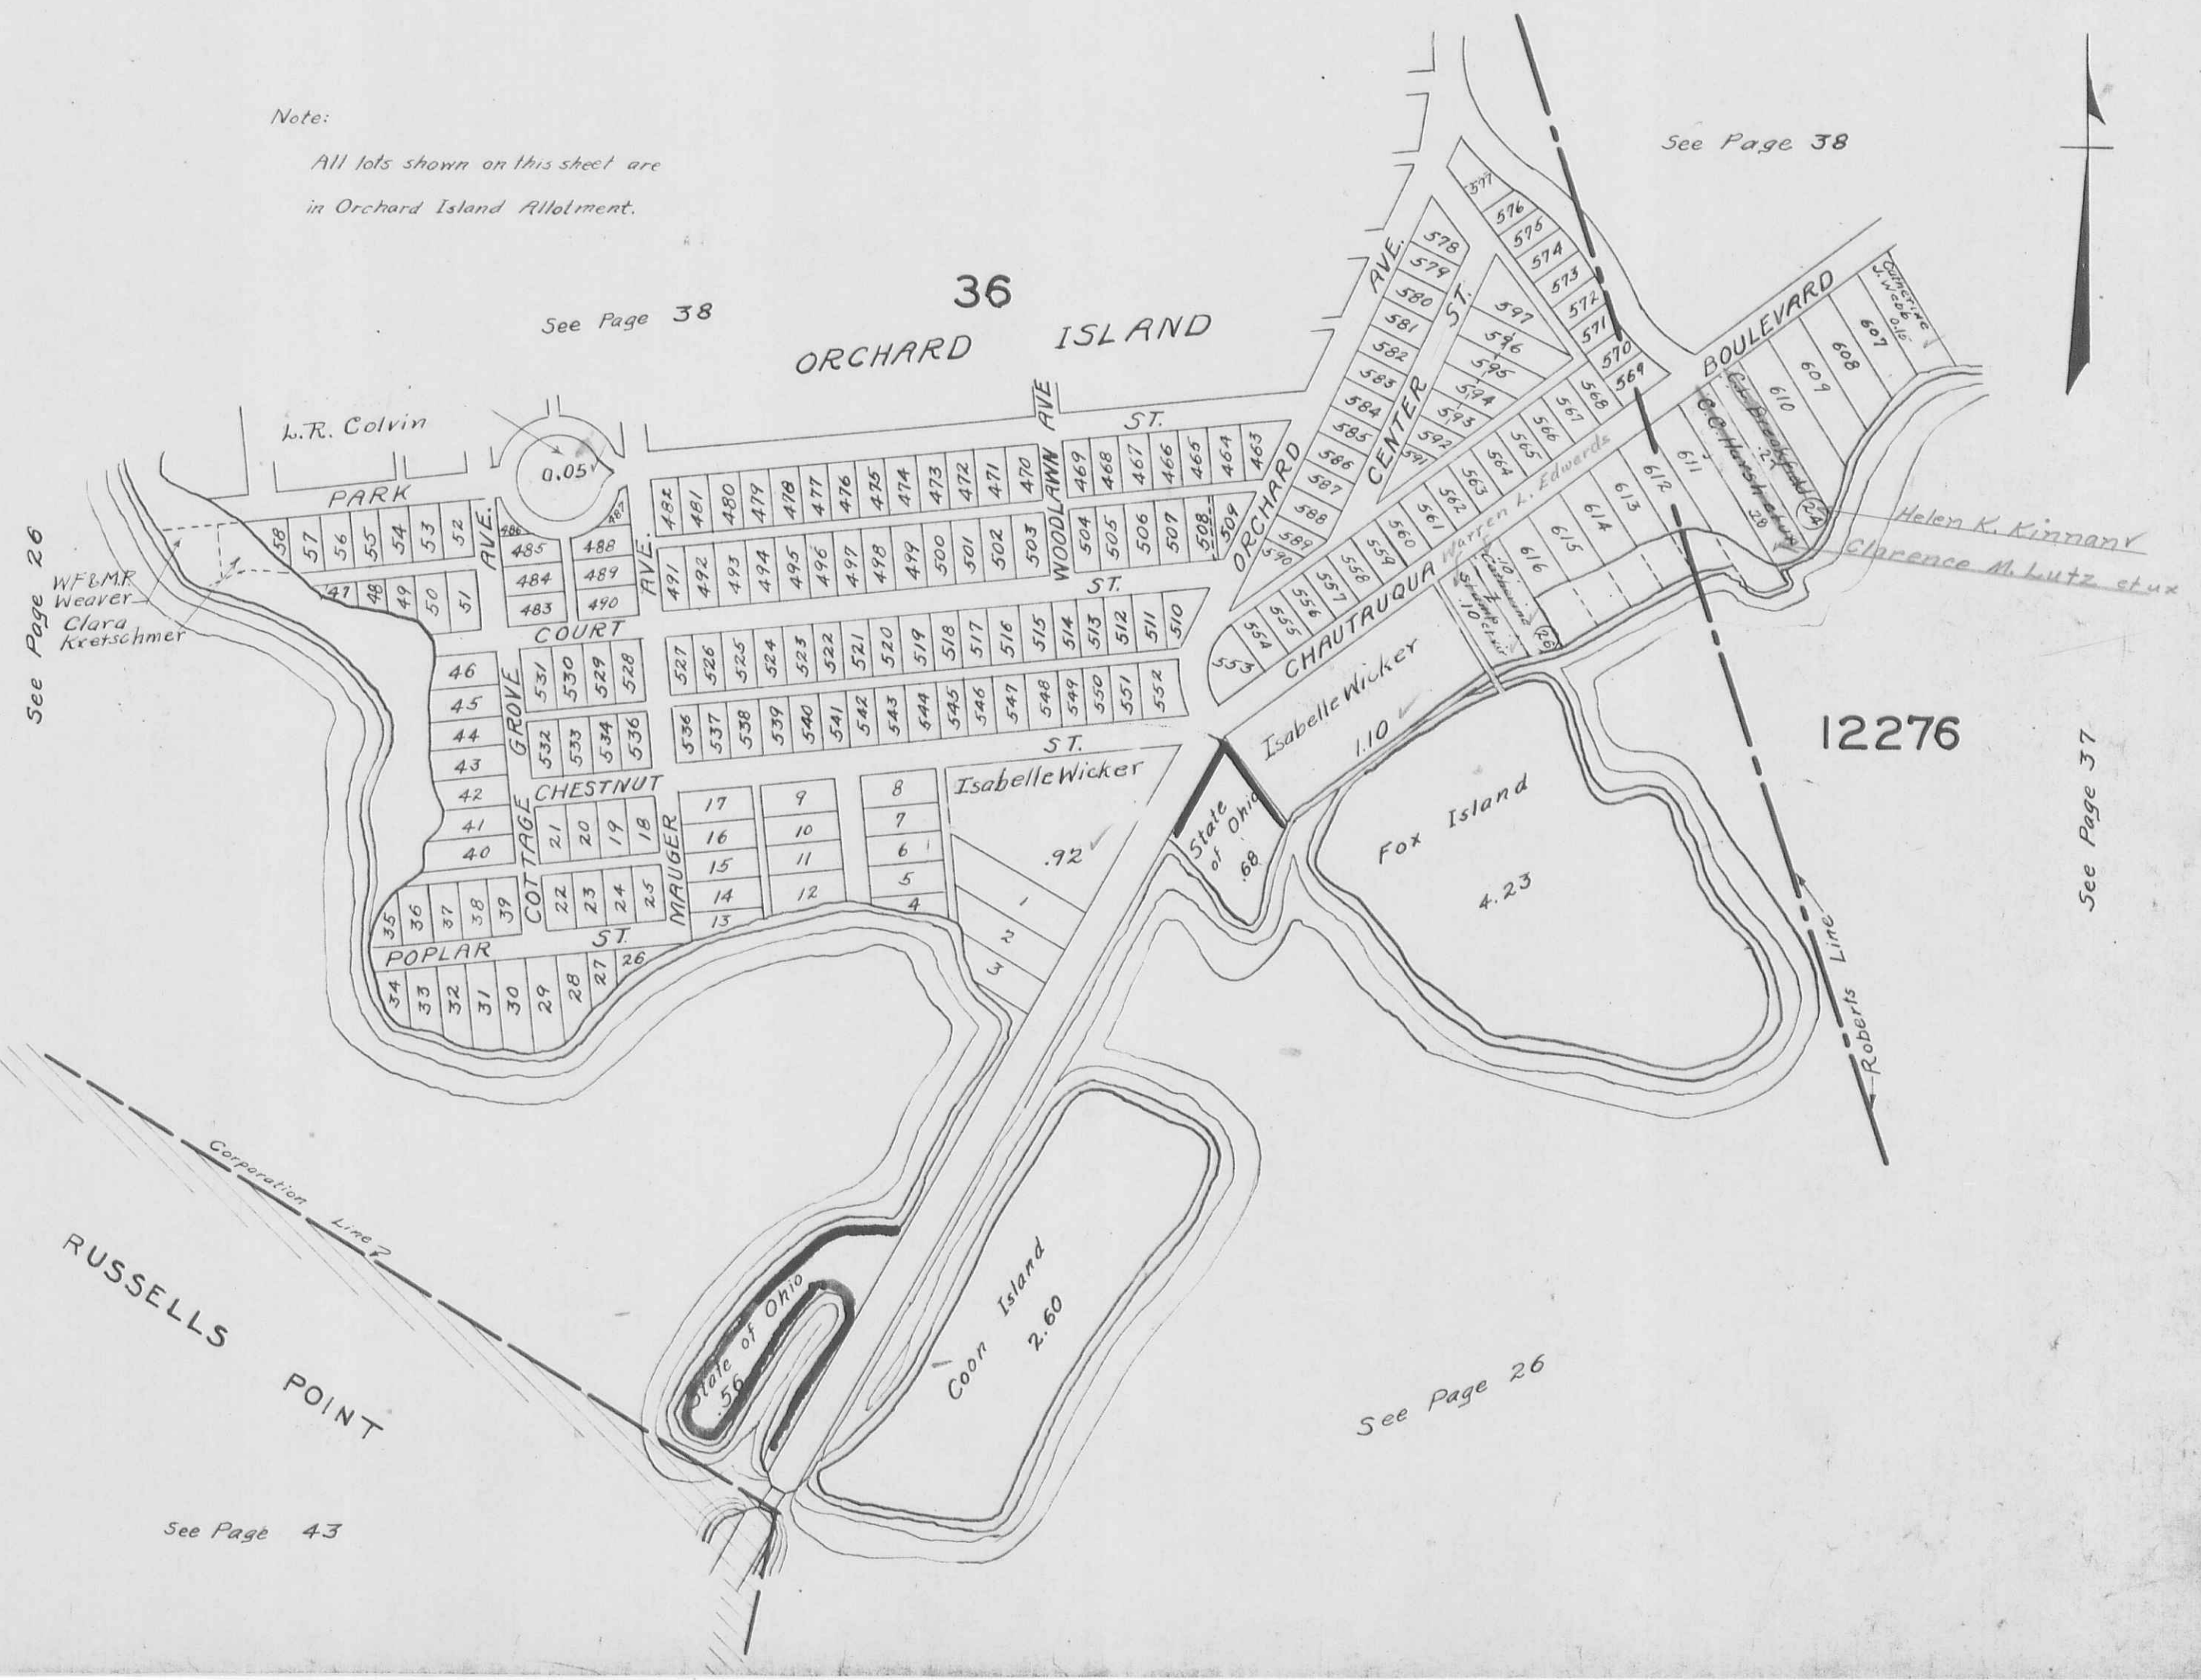 Note:
All lots shown on this sheet are
in Orchard Island Allotment.
See Page 38
36
ORCHARD ISLAND
See Page 38
L.R. Colvin
0.05
See Page 26
W.F. & M.P.
Weaver
Clara
Kretschmer
PARK ST.
58 57 56 55 54 53 52
AVE.
47 48 49 50 51
486
485
484
483
487
488
489
490
AVE.
482 481 480 479 478 477 476 475 474 473 472 471 470
WOODLAWN AVE
469 468 467 466 465 464 463
491 492 493 494 495 496 497 498 499 500 501 502 503
504 505 506 507 508 509
COURT ST.
531 530 529 528
527 526 525 524 523 522 521 520 519 518 517 516 515 514 513 512 511 510
532 533 534 536
536 537 538 539 540 541 542 543 544 545 546 547 548 549 550 551 552
46
45
44
43
42
41
40
COTTAGE GROVE
CHESTNUT ST.
21 20 19 18
22 23 24 25
MAUGER
17
16
15
14
13
9
10
11
12
8
7
6
5
4
Isabelle Wicker
.92
1
2
3
35 36 37 38 39
POPLAR ST.
34 33 32 31 30 29 28 27 26
ORCHARD AVE.
578
579
580
581
582
583
584
585
586
587
588
589
590
CENTER ST.
577
576
575
574
573
572
571
570
569
597
596
595
594
593
592
591
568 567 566 565 564 563 562 561 560 559 558 557 556 555 554 553
CHAUTAUQUA BOULEVARD
Warren L. Edwards
Catherine
J. Webb
0.16
607
608
609
610
C.C. Harshbarger
.28
24
611
612
613
614
615
616
.10
Catherine
26
.10
Helen K. Kinnan
Clarence M. Lutz et ux
Isabelle Wicker
1.10
State
of Ohio
.68
Fox Island
4.23
12276
See Page 37
Roberts Line
Coon Island
2.60
State of Ohio
.56
See Page 26
Corporation Line
RUSSELLS POINT
See Page 43